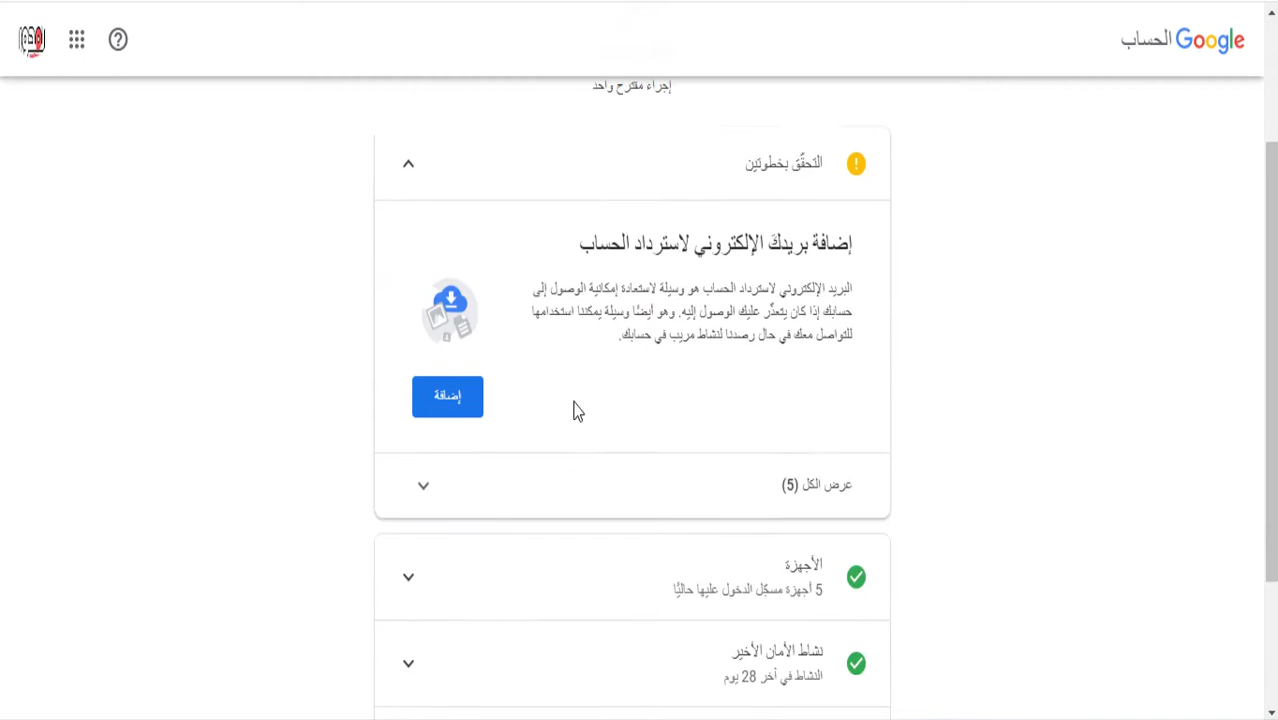 Google الحساب
إجراء مقترح واحد
التحقّق بخطوتين
إضافة بريدكَ الإلكتروني لاسترداد الحساب
البريد الإلكتروني لاسترداد الحساب هو وسيلة لاستعادة إمكانية الوصول إلى
حسابك إذا كان يتعذّر عليك الوصول إليه. وهو أيضًا وسيلة يمكننا استخدامها
للتواصل معك في حال رصدنا لنشاط مريب في حسابك.
إضافة
عرض الكل (5)
الأجهزة
5 أجهزة مسجّل الدخول عليها حاليًا
نشاط الأمان الأخير
النشاط في آخر 28 يوم